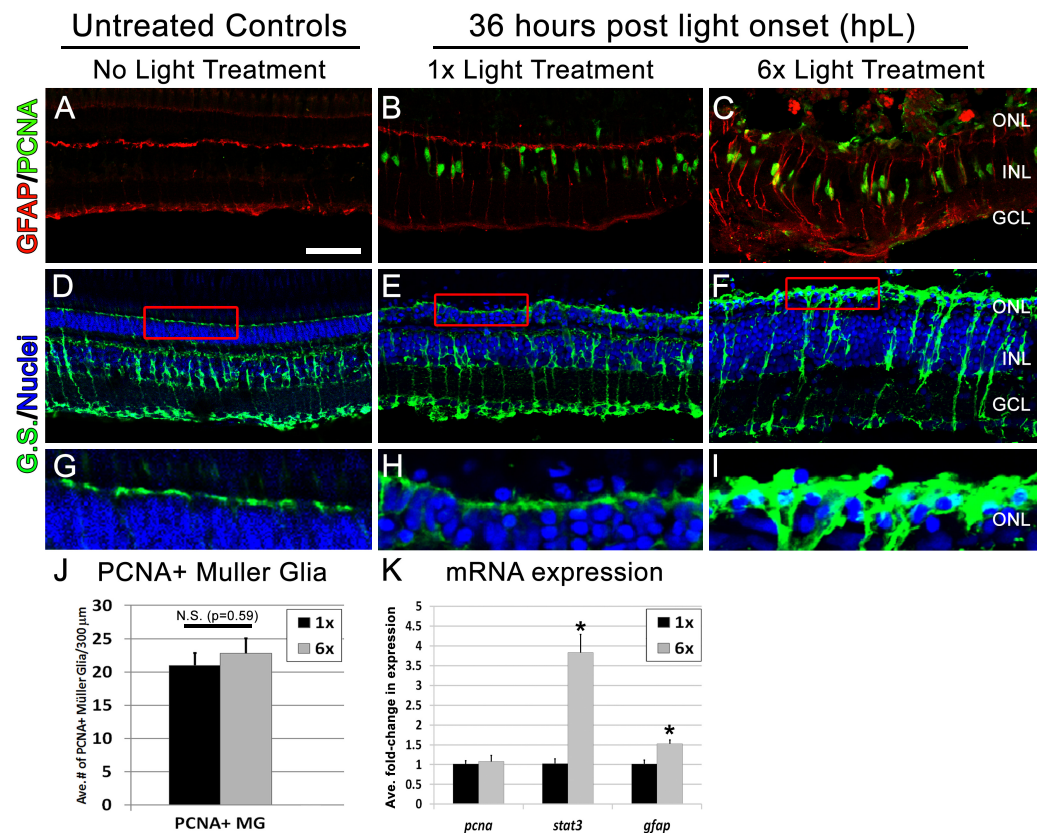 Untreated Controls
36 hours post light onset (hpL)
No Light Treatment
1x Light Treatment
6x Light Treatment
GFAP/PCNA
A
B
C
ONL
INL
GCL
G.S./Nuclei
D
E
F
ONL
INL
GCL
G
H
I
ONL
J PCNA+ Muller Glia
Ave. # of PCNA+ Müller Glia/300 µm
30
25
20
15
10
5
0
N.S. (p=0.59)
1x
6x
PCNA+ MG
K mRNA expression
Ave. fold-change in expression
5
4.5
4
3.5
3
2.5
2
1.5
1
0.5
0
*
*
1x
6x
pcna
stat3
gfap